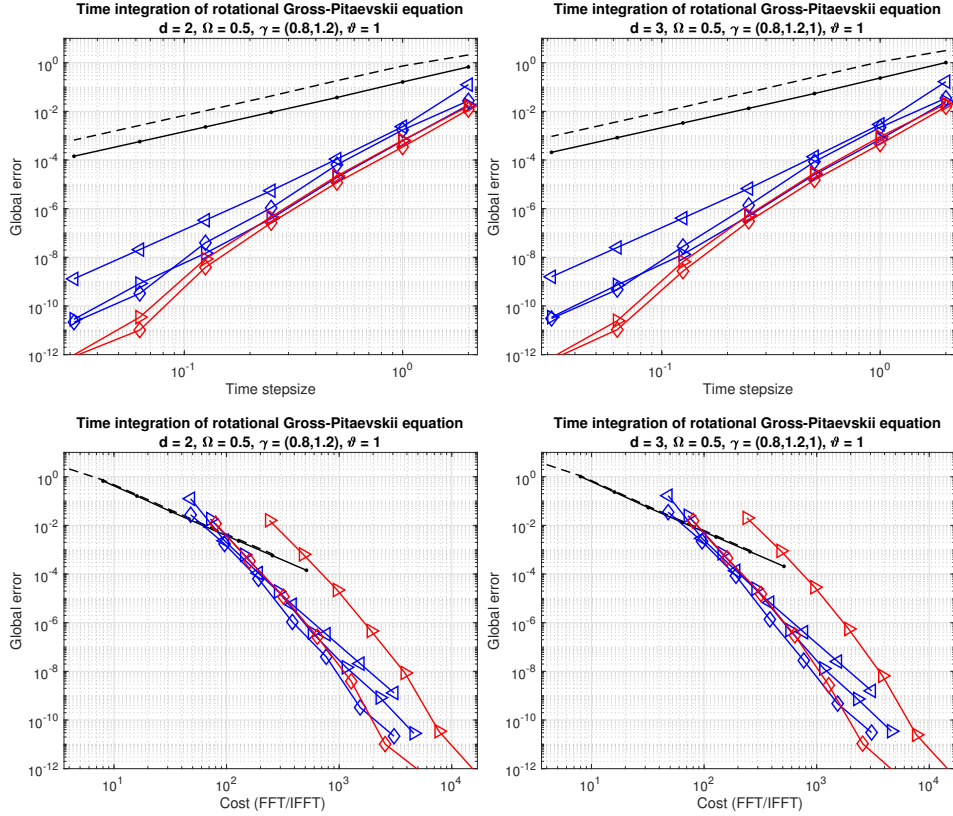 Time integration of rotational Gross-Pitaevskii equation
d = 2, Ω = 0.5, γ = (0.8,1.2), ϑ = 1
10^0
10^-2
10^-4
10^-6
10^-8
10^-10
10^-12
Global error
10^-1
10^0
Time stepsize
Time integration of rotational Gross-Pitaevskii equation
d = 3, Ω = 0.5, γ = (0.8,1.2,1), ϑ = 1
10^0
10^-2
10^-4
10^-6
10^-8
10^-10
10^-12
Global error
10^-1
10^0
Time stepsize
Time integration of rotational Gross-Pitaevskii equation
d = 2, Ω = 0.5, γ = (0.8,1.2), ϑ = 1
10^0
10^-2
10^-4
10^-6
10^-8
10^-10
10^-12
Global error
10^1
10^2
10^3
10^4
Cost (FFT/IFFT)
Time integration of rotational Gross-Pitaevskii equation
d = 3, Ω = 0.5, γ = (0.8,1.2,1), ϑ = 1
10^0
10^-2
10^-4
10^-6
10^-8
10^-10
10^-12
Global error
10^1
10^2
10^3
10^4
Cost (FFT/IFFT)